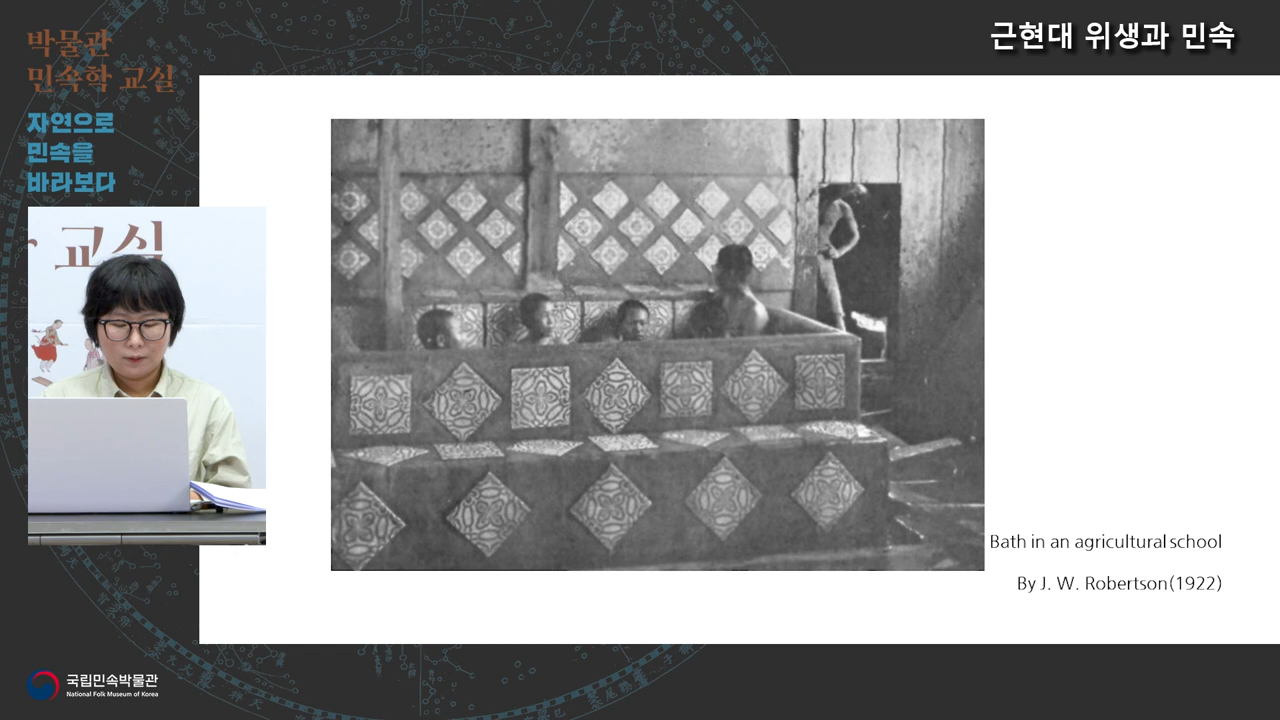 박물관
민속학 교실
자연으로
민속을
바라보다
근현대 위생과 민속
교실
Bath in an agricultural school
By J. W. Robertson(1922)
국립민속박물관
National Folk Museum of Korea